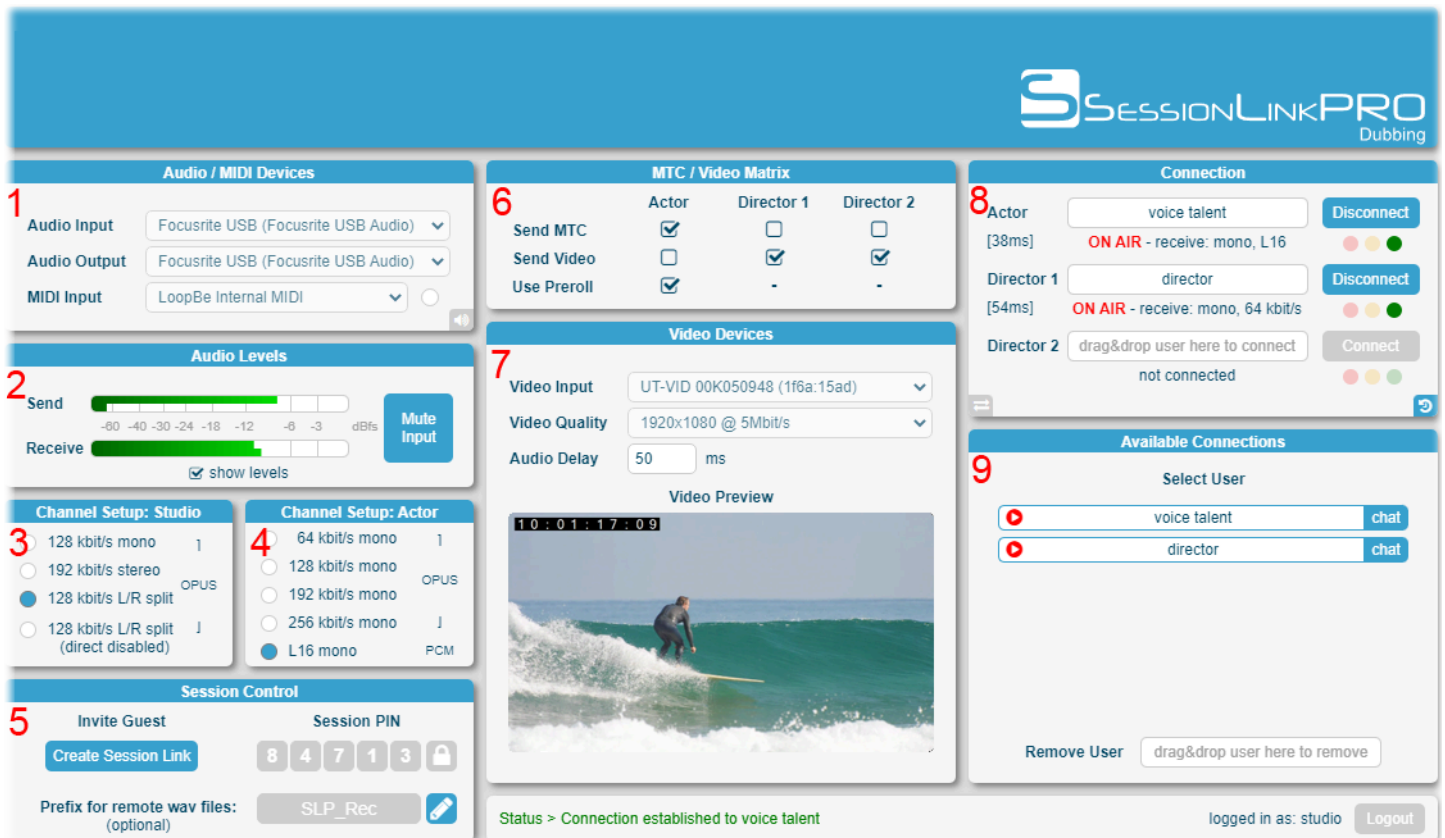 SESSIONLINKPRO
Dubbing
Audio / MIDI Devices
1
Audio Input Focusrite USB (Focusrite USB Audio)
Audio Output Focusrite USB (Focusrite USB Audio)
MIDI Input LoopBe Internal MIDI
Audio Levels
2
Send
-60 -40 -30 -24 -18 -12 -6 -3 dBfs
Receive
Mute
Input
show levels
Channel Setup: Studio
3
128 kbit/s mono ┐
192 kbit/s stereo
OPUS
128 kbit/s L/R split
128 kbit/s L/R split ┘
(direct disabled)
Channel Setup: Actor
4
64 kbit/s mono ┐
128 kbit/s mono
OPUS
192 kbit/s mono
256 kbit/s mono ┘
L16 mono PCM
Session Control
5
Invite Guest Session PIN
Create Session Link 8 4 7 1 3
Prefix for remote wav files: SLP_Rec
(optional)
MTC / Video Matrix
6
Actor Director 1 Director 2
Send MTC
Send Video
Use Preroll - -
Video Devices
7
Video Input UT-VID 00K050948 (1f6a:15ad)
Video Quality 1920x1080 @ 5Mbit/s
Audio Delay 50 ms
Video Preview
10:01:17:09
Status > Connection established to voice talent
Connection
8
Actor voice talent Disconnect
[38ms] ON AIR - receive: mono, L16
Director 1 director Disconnect
[54ms] ON AIR - receive: mono, 64 kbit/s
Director 2 drag&drop user here to connect Connect
not connected
Available Connections
9
Select User
voice talent chat
director chat
Remove User drag&drop user here to remove
logged in as: studio Logout